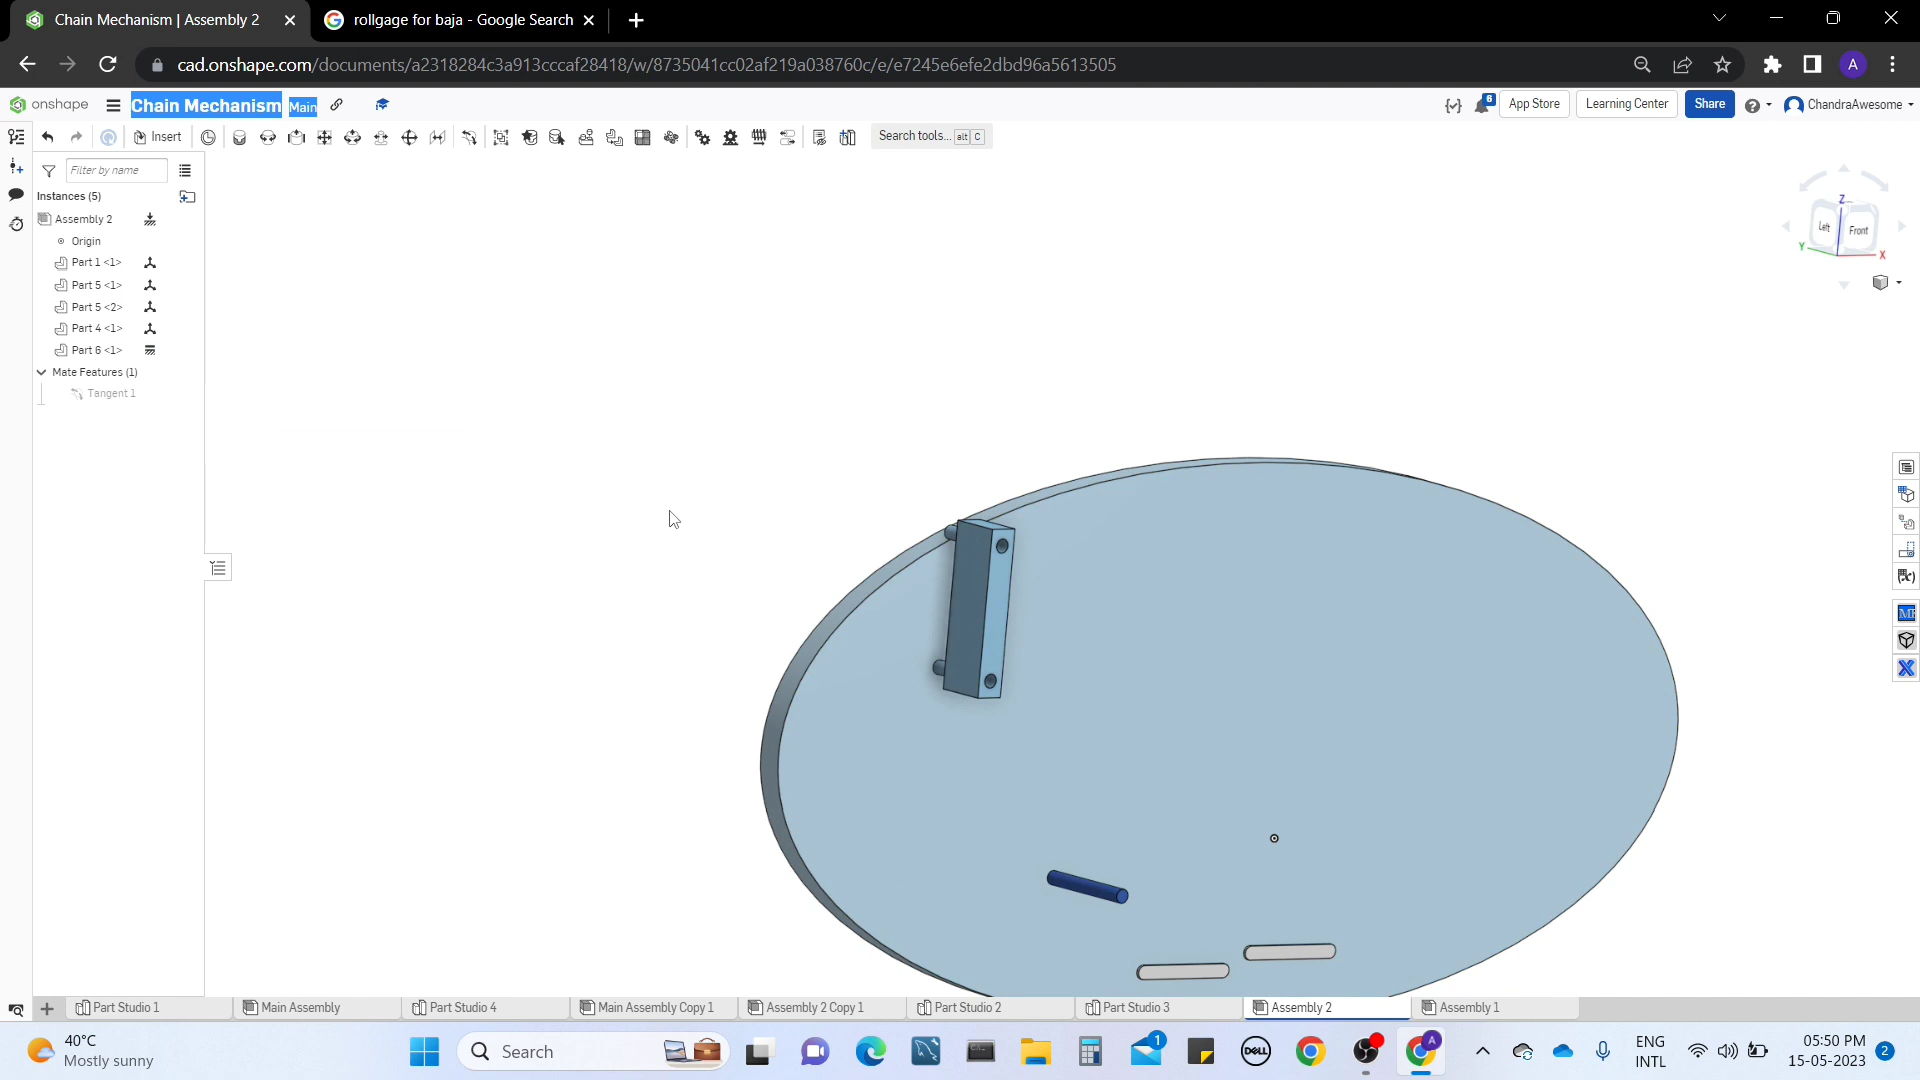 Chain Mechanism | Assembly 2
rollgage for baja - Google Search
cad.onshape.com/documents/a2318284c3a913cccaf28418/w/8735041cc02af219a038760c/e/e7245e6efe2dbd96a5613505
A
onshape
Chain Mechanism Main
6
App Store
Learning Center
Share
ChandraAwesome
Insert
Search tools... alt C
Filter by name
Instances (5)
Assembly 2
Origin
Part 1 <1>
Part 5 <1>
Part 5 <2>
Part 4 <1>
Part 6 <1>
Mate Features (1)
Tangent 1
Z
Left
Front
Y
X
Part Studio 1
Main Assembly
Part Studio 4
Main Assembly Copy 1
Assembly 2 Copy 1
Part Studio 2
Part Studio 3
Assembly 2
Assembly 1
40°C
Mostly sunny
Search
1
DELL
A
ENG
INTL
05:50 PM
15-05-2023
2